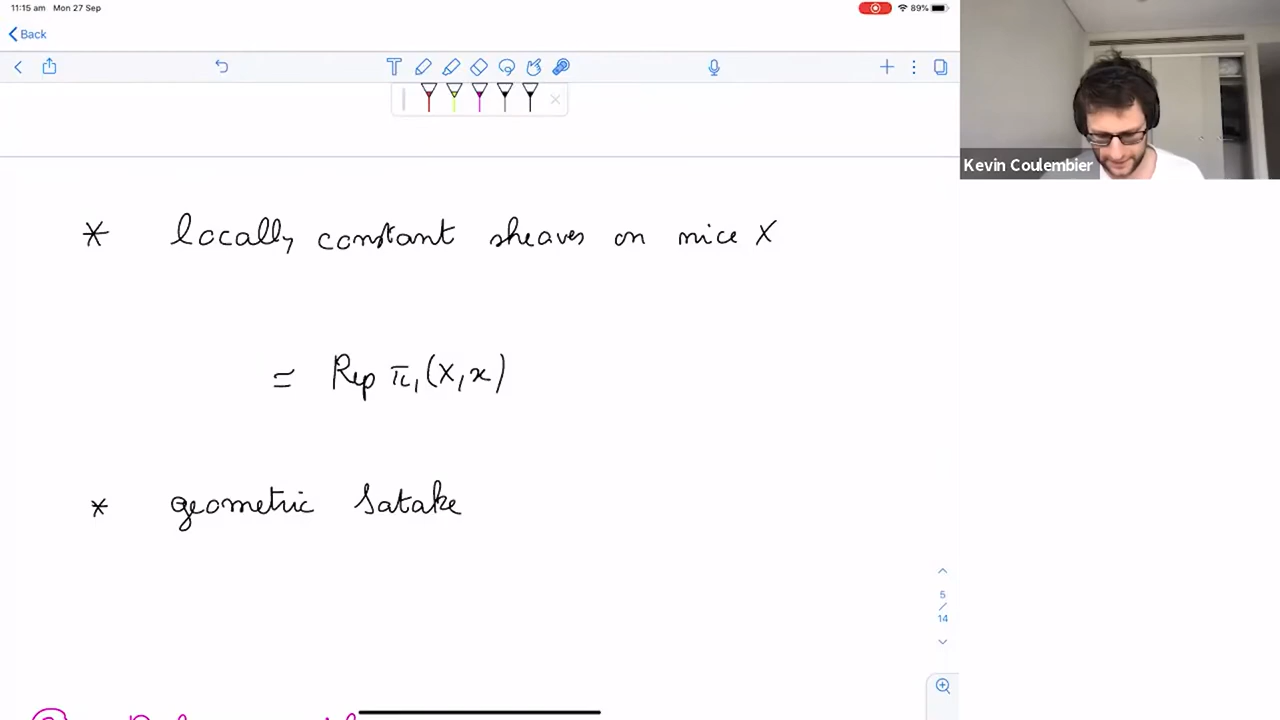 11:15 am Mon 27 Sep
89%
Back
Kevin Coulembier
* locally constant sheaves on nice X
= Rep π₁(X,x)
* geometric Satake
5
/
14